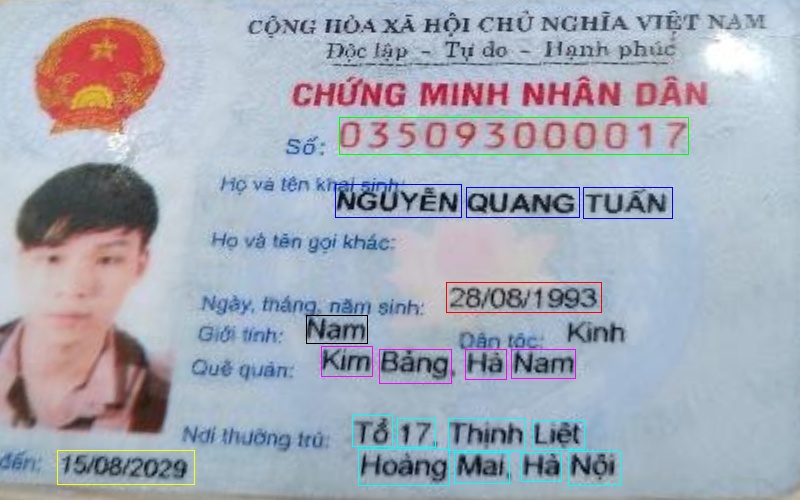 CỘNG HÒA XÃ HỘI CHỦ NGHĨA VIỆT NAM
Độc lập - Tự do - Hạnh phúc
CHỨNG MINH NHÂN DÂN
Số: 035093000017
Họ và tên khai sinh:
NGUYỄN QUANG TUẤN
Họ và tên gọi khác:
Ngày, tháng, năm sinh: 28/08/1993
Giới tính: Nam Dân tộc: Kinh
Quê quán: Kim Bảng, Hà Nam
Nơi thường trú: Tổ 17, Thịnh Liệt
đến: 15/08/2029 Hoàng Mai, Hà Nội